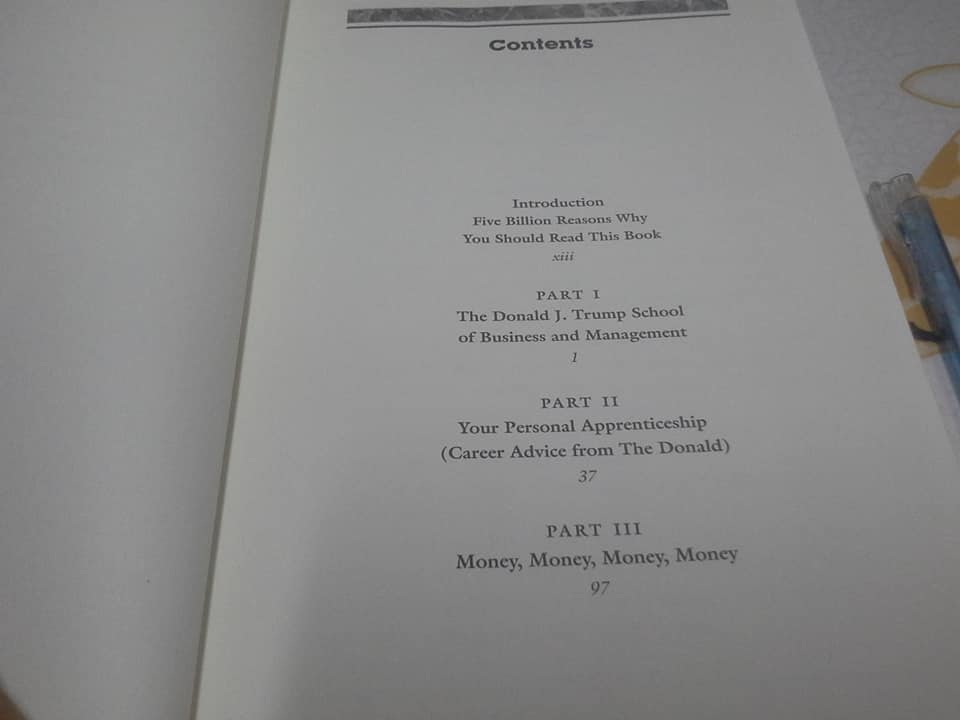 Contents
Introduction
Five Billion Reasons Why
You Should Read This Book
xiii
PART I
The Donald J. Trump School
of Business and Management
1
PART II
Your Personal Apprenticeship
(Career Advice from The Donald)
37
PART III
Money, Money, Money, Money
97